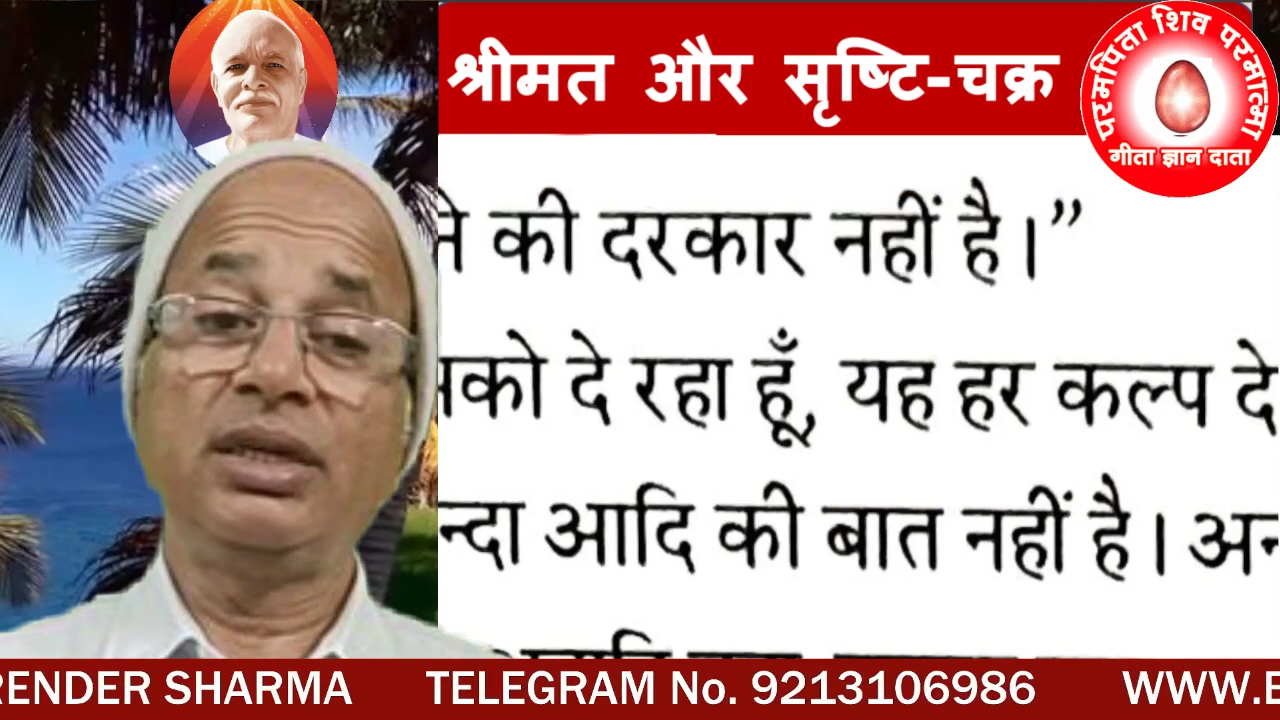 श्रीमत और सृष्टि-चक्र
परमपिता शिव परमात्मा
गीता ज्ञान दाता
की दरकार नहीं है।”
दे रहा हूँ, यह हर कल्प दे
आदि की बात नहीं है।
RENDER SHARMA TELEGRAM No. 9213106986 WWW.